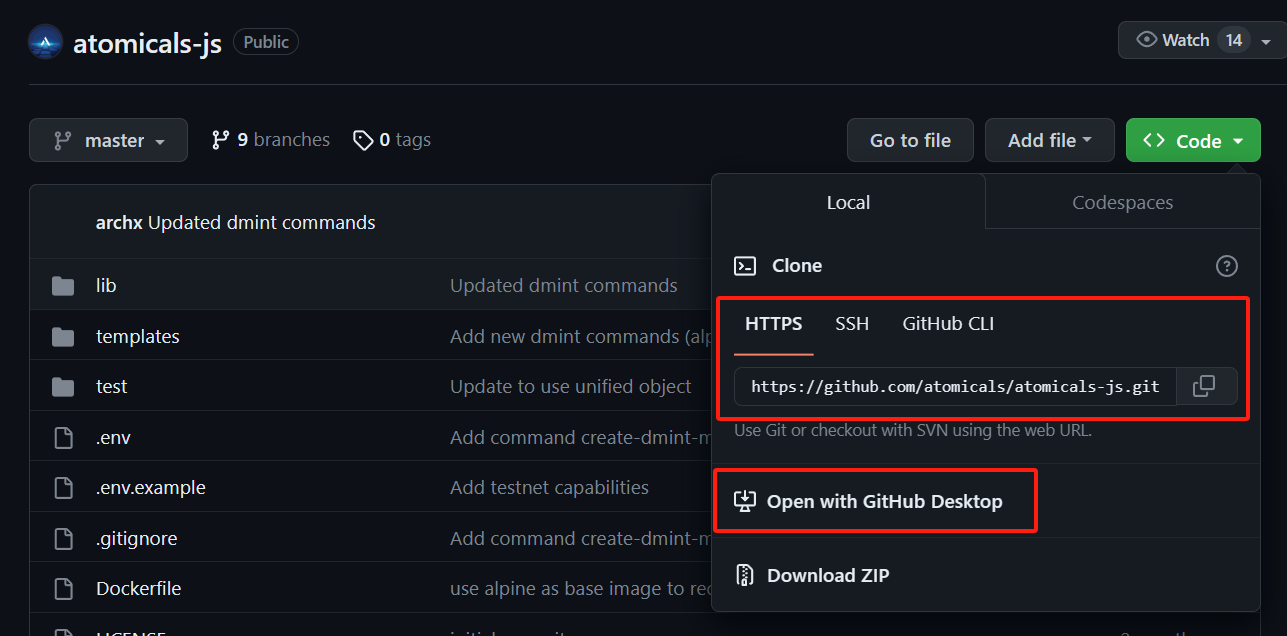 atomicals-js Public
Watch 14
master 9 branches 0 tags
Go to file Add file Code
Local Codespaces
archx Updated dmint commands
Clone
lib Updated dmint commands
HTTPS SSH GitHub CLI
templates Add new dmint commands (alp
https://github.com/atomicals/atomicals-js.git
test Update to use unified object
Use Git or checkout with SVN using the web URL.
.env Add command create-dmint-m
.env.example Add testnet capabilities
Open with GitHub Desktop
.gitignore Add command create-dmint-m
Download ZIP
Dockerfile use alpine as base image to rec
LICENSE